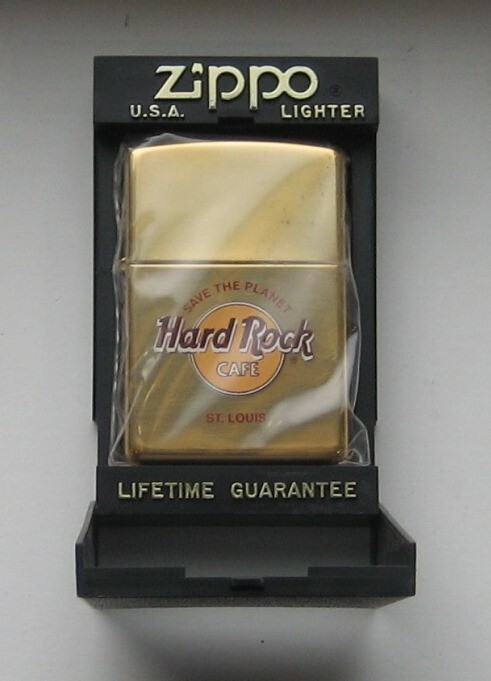 zippo ®
U.S.A. LIGHTER
SAVE THE PLANET
Hard Rock
CAFE
ST. LOUIS
LIFETIME GUARANTEE